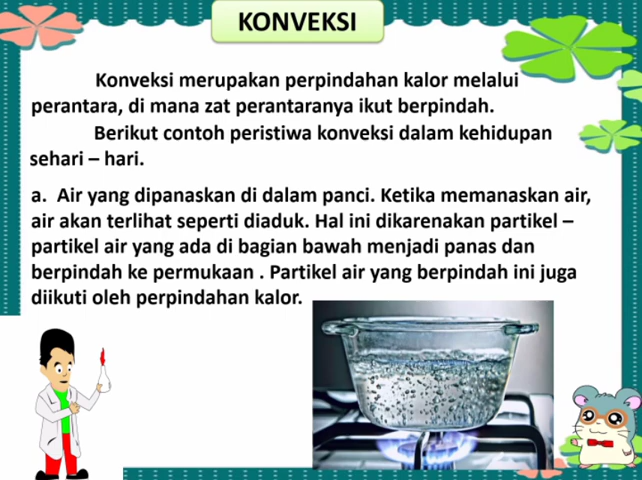 KONVEKSI
Konveksi merupakan perpindahan kalor melalui
perantara, di mana zat perantaranya ikut berpindah.
Berikut contoh peristiwa konveksi dalam kehidupan
sehari – hari.
a. Air yang dipanaskan di dalam panci. Ketika memanaskan air,
air akan terlihat seperti diaduk. Hal ini dikarenakan partikel –
partikel air yang ada di bagian bawah menjadi panas dan
berpindah ke permukaan . Partikel air yang berpindah ini juga
diikuti oleh perpindahan kalor.